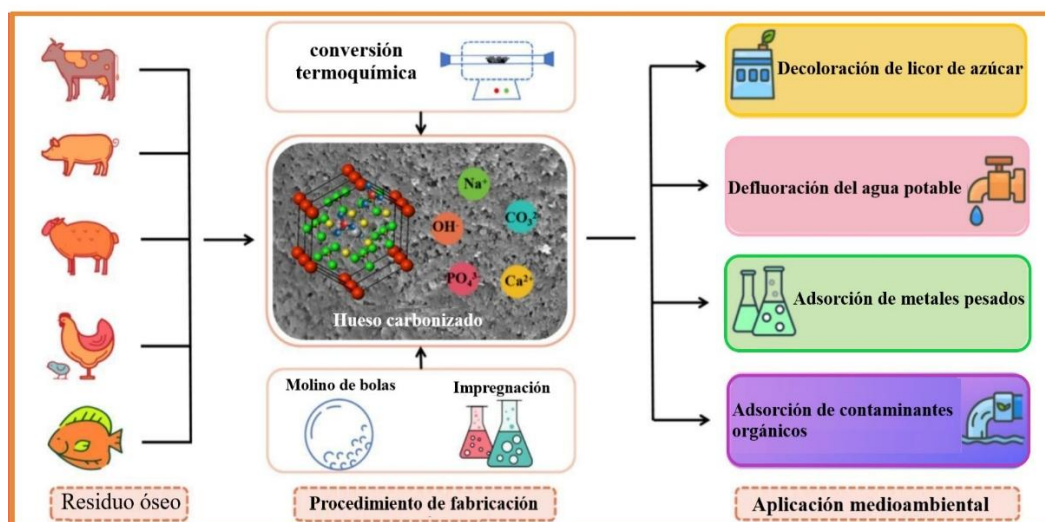 conversión
termoquímica
Na⁺
CO₃²
OH⁻
PO₄³
Ca²⁺
Hueso carbonizado
Molino de bolas
Impregnación
Decoloración de licor de azúcar
Defluoración del agua potable
Adsorción de metales pesados
Adsorción de contaminantes
orgánicos
Residuo óseo
Procedimiento de fabricación
Aplicación medioambiental